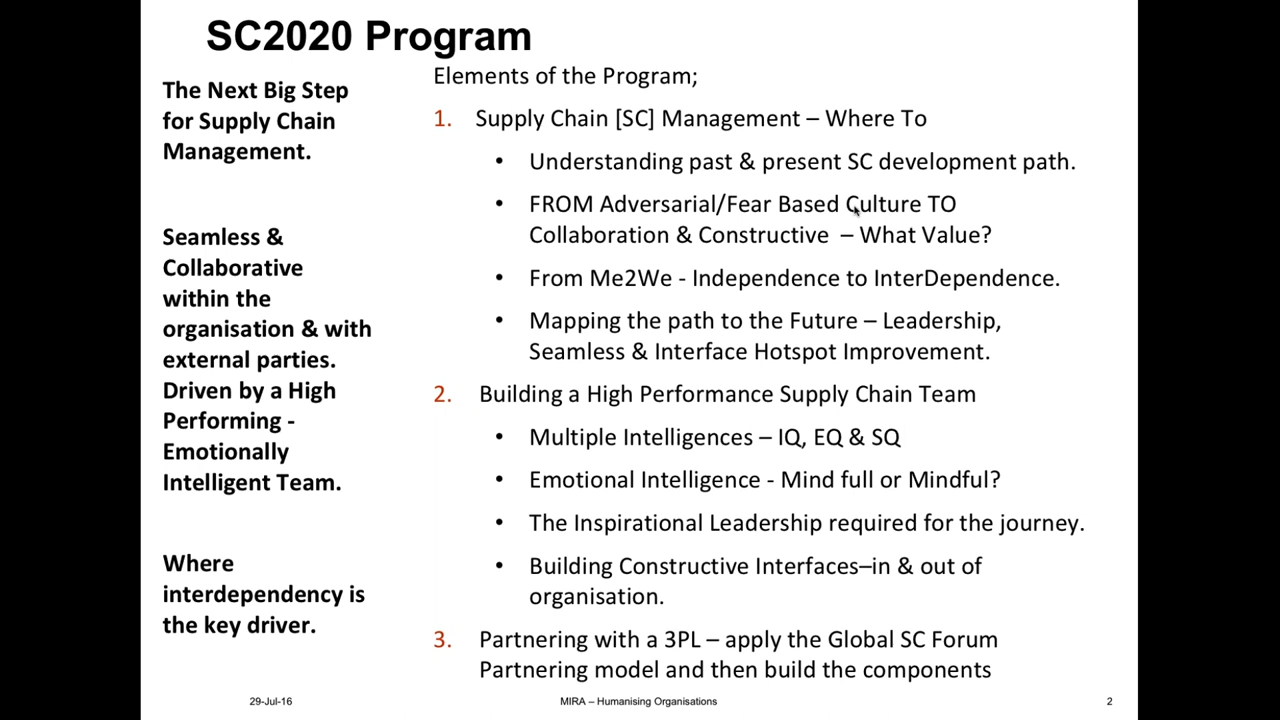 SC2020 Program
The Next Big Step
for Supply Chain
Management.
Seamless &
Collaborative
within the
organisation & with
external parties.
Driven by a High
Performing -
Emotionally
Intelligent Team.
Where
interdependency is
the key driver.
Elements of the Program;
1. Supply Chain [SC] Management – Where To
• Understanding past & present SC development path.
• FROM Adversarial/Fear Based Culture TO
Collaboration & Constructive – What Value?
• From Me2We - Independence to InterDependence.
• Mapping the path to the Future – Leadership,
Seamless & Interface Hotspot Improvement.
2. Building a High Performance Supply Chain Team
• Multiple Intelligences – IQ, EQ & SQ
• Emotional Intelligence - Mind full or Mindful?
• The Inspirational Leadership required for the journey.
• Building Constructive Interfaces–in & out of
organisation.
3. Partnering with a 3PL – apply the Global SC Forum
Partnering model and then build the components
29-Jul-16
MIRA – Humanising Organisations
2